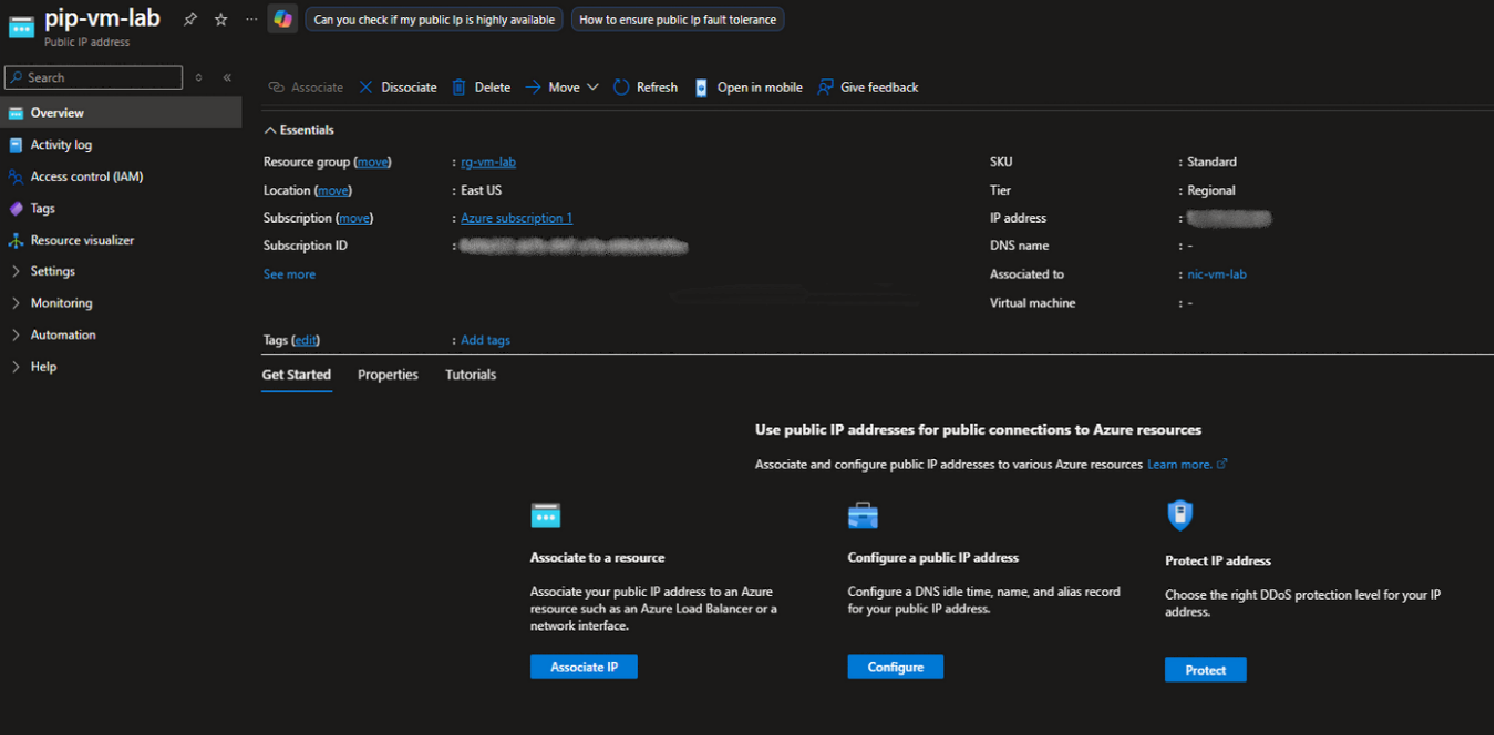 pip-vm-lab
Public IP address
Can you check if my public Ip is highly available
How to ensure public Ip fault tolerance
Search
Associate
Dissociate
Delete
Move
Refresh
Open in mobile
Give feedback
Overview
Activity log
Access control (IAM)
Tags
Resource visualizer
Settings
Monitoring
Automation
Help
Essentials
Resource group (move) : rg-vm-lab
Location (move) : East US
Subscription (move) : Azure subscription 1
Subscription ID :
See more
SKU : Standard
Tier : Regional
IP address :
DNS name : -
Associated to : nic-vm-lab
Virtual machine : -
Tags (edit) : Add tags
Get Started
Properties
Tutorials
Use public IP addresses for public connections to Azure resources
Associate and configure public IP addresses to various Azure resources Learn more.
Associate to a resource
Associate your public IP address to an Azure
resource such as an Azure Load Balancer or a
network interface.
Associate IP
Configure a public IP address
Configure a DNS idle time, name, and alias record
for your public IP address.
Configure
Protect IP address
Choose the right DDoS protection level for your IP
address.
Protect